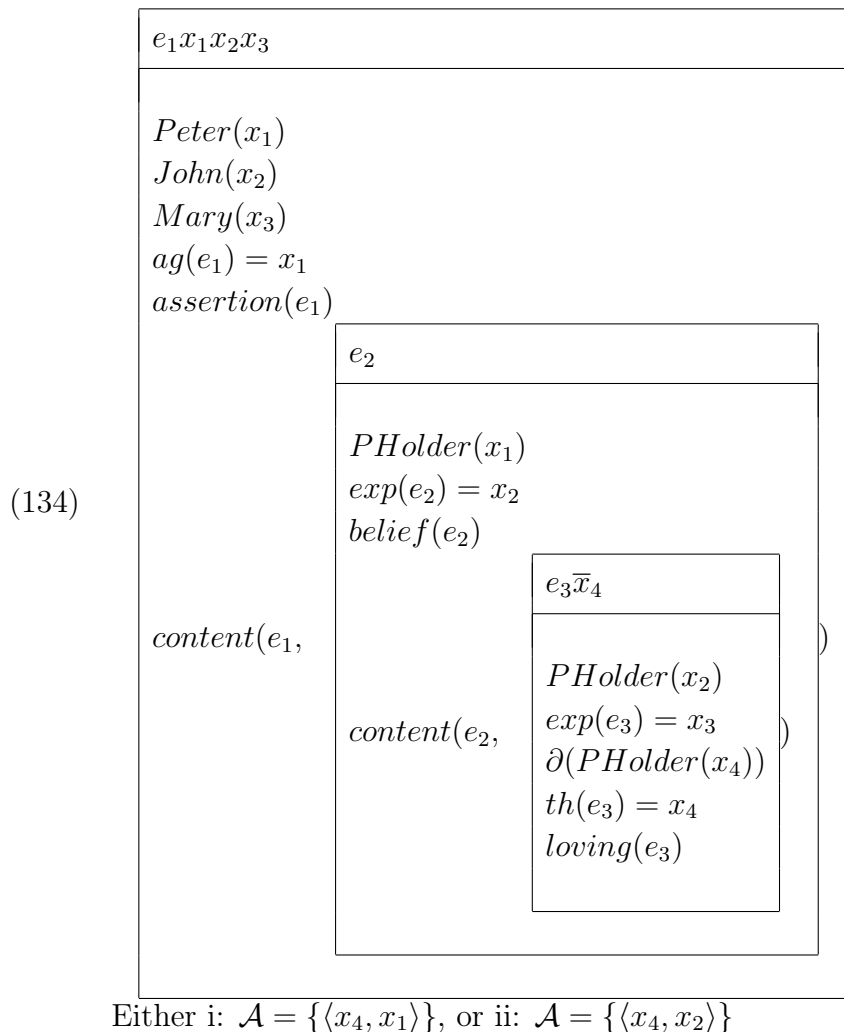 e₁x₁x₂x₃
Peter(x₁)
John(x₂)
Mary(x₃)
ag(e₁) = x₁
assertion(e₁)
e₂
PHolder(x₁)
exp(e₂) = x₂
(134)
belief(e₂)
e₃x̅₄
content(e₁, )
PHolder(x₂)
exp(e₃) = x₃
content(e₂, )
∂(PHolder(x₄))
th(e₃) = x₄
loving(e₃)
Either i: 𝒜 = {⟨x₄, x₁⟩}, or ii: 𝒜 = {⟨x₄, x₂⟩}